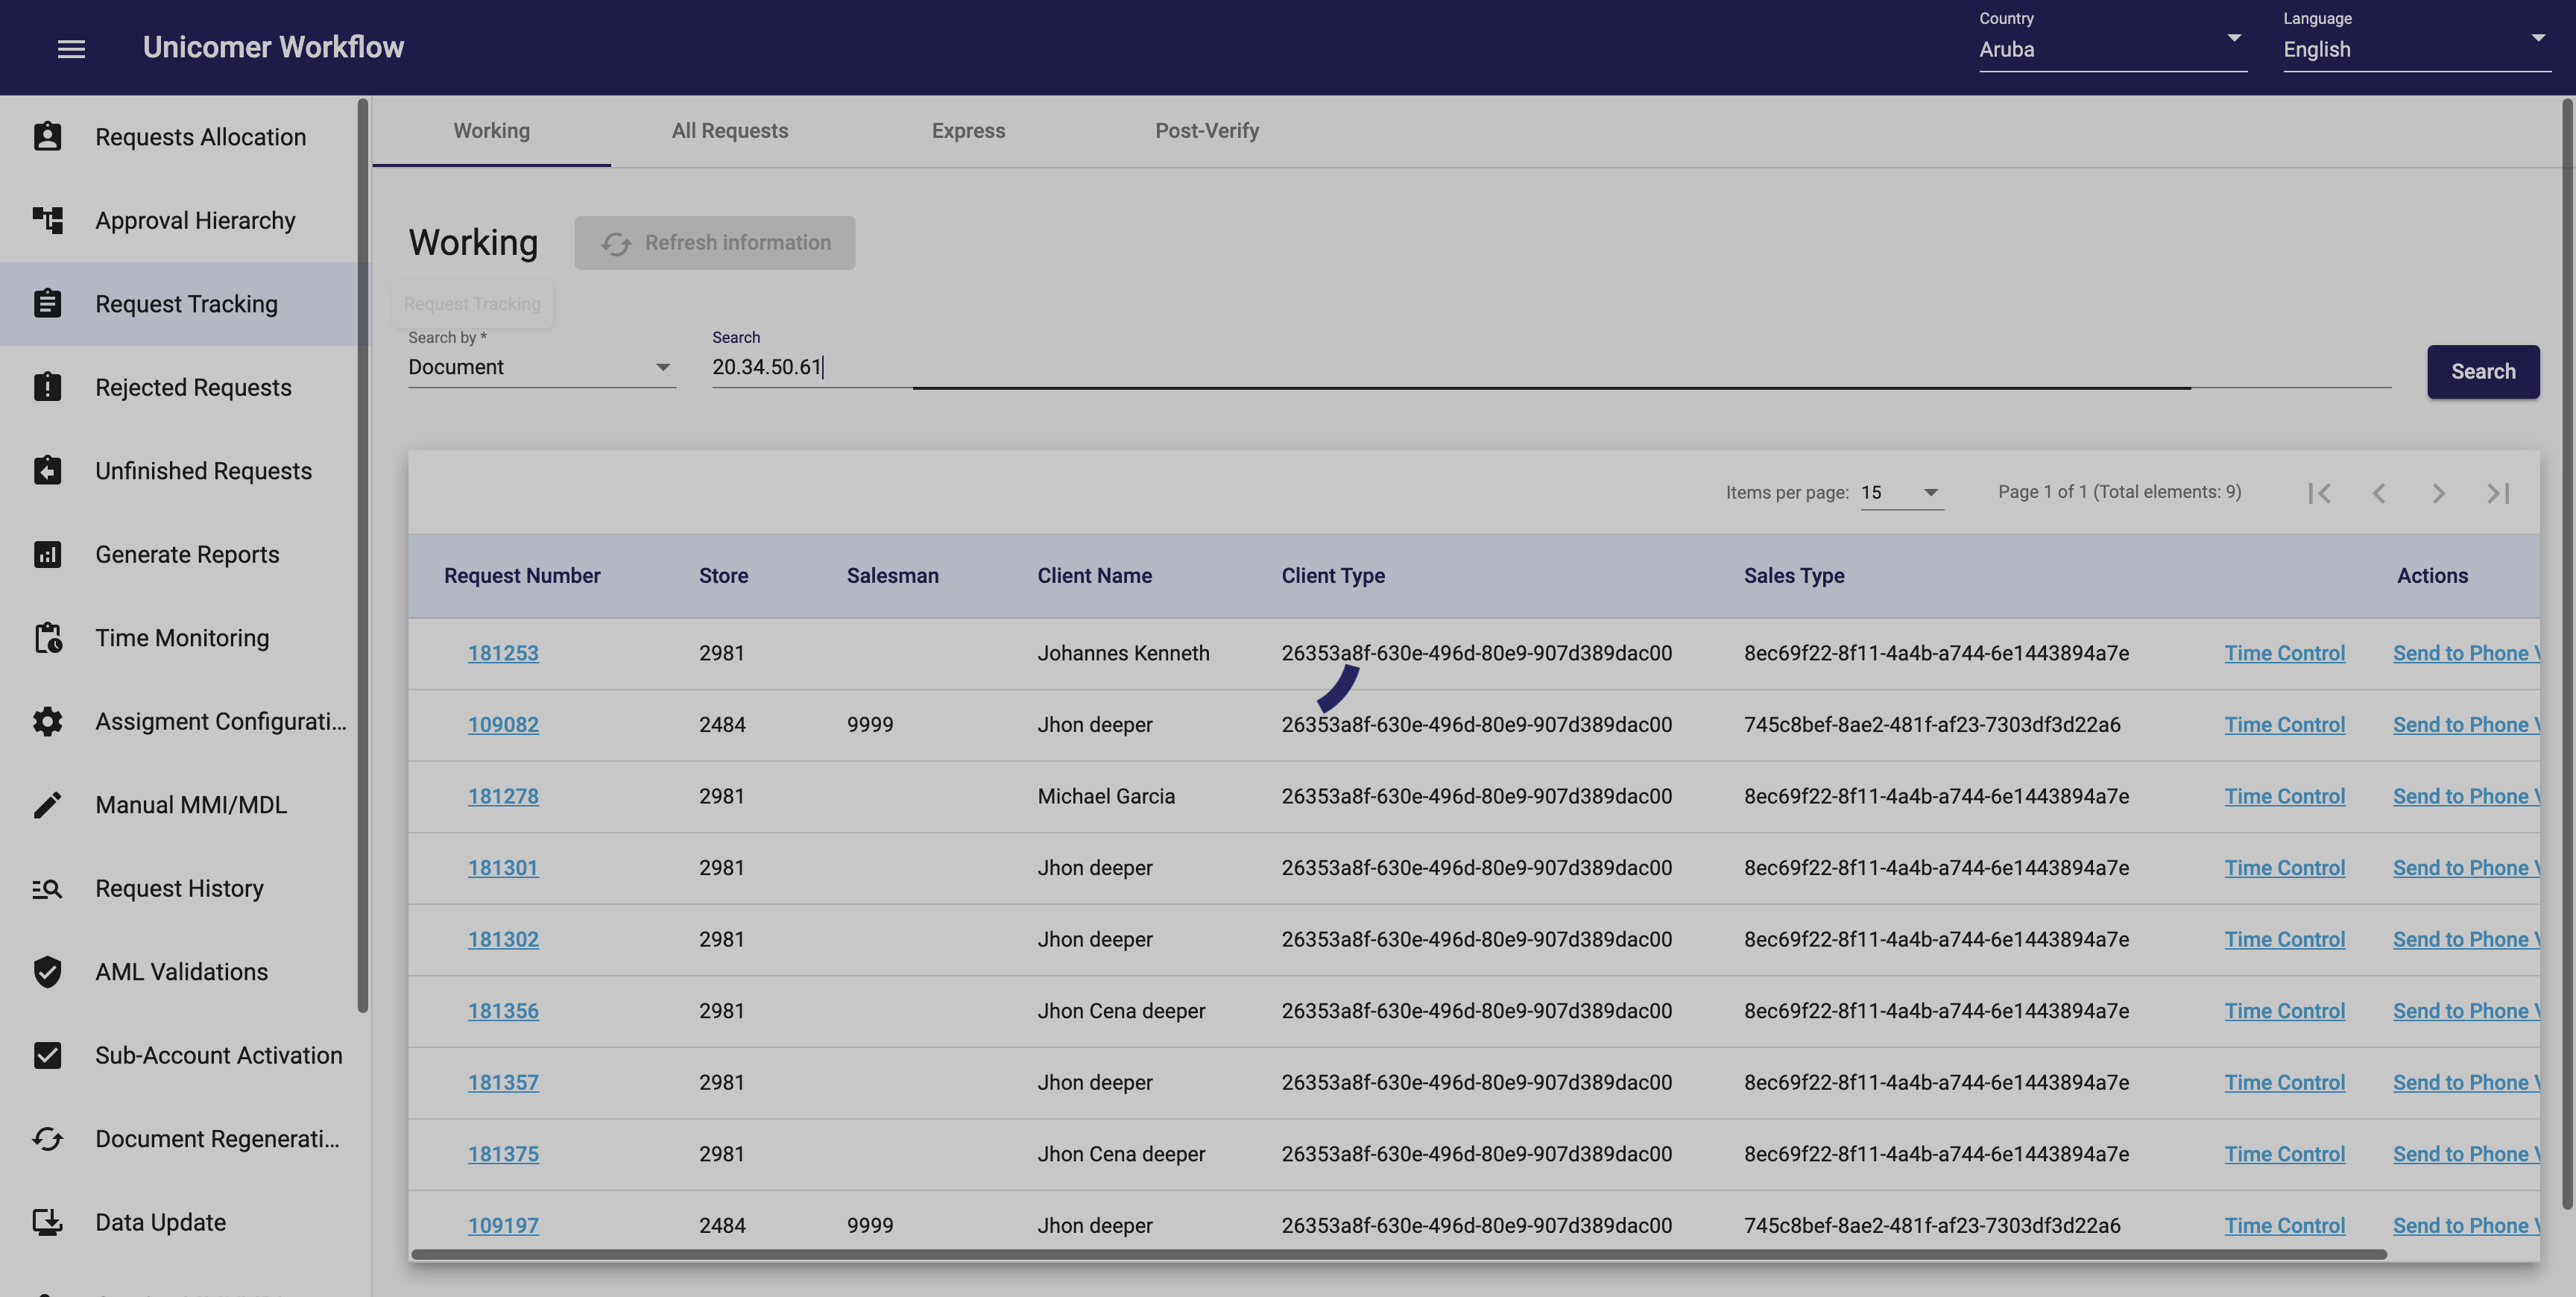 Unicomer Workflow
Country
Aruba
Language
English
Requests Allocation
Approval Hierarchy
Request Tracking
Rejected Requests
Unfinished Requests
Generate Reports
Time Monitoring
Assigment Configurati...
Manual MMI/MDL
Request History
AML Validations
Sub-Account Activation
Document Regenerati...
Data Update
Working All Requests Express Post-Verify
Working
Refresh information
Request Tracking
Search by *
Document
Search
20.34.50.61
Search
Items per page: 15 Page 1 of 1 (Total elements: 9)
Request Number Store Salesman Client Name Client Type Sales Type Actions
181253 2981 Johannes Kenneth 26353a8f-630e-496d-80e9-907d389dac00 8ec69f22-8f11-4a4b-a744-6e1443894a7e Time Control Send to Phone V
109082 2484 9999 Jhon deeper 26353a8f-630e-496d-80e9-907d389dac00 745c8bef-8ae2-481f-af23-7303df3d22a6 Time Control Send to Phone V
181278 2981 Michael Garcia 26353a8f-630e-496d-80e9-907d389dac00 8ec69f22-8f11-4a4b-a744-6e1443894a7e Time Control Send to Phone V
181301 2981 Jhon deeper 26353a8f-630e-496d-80e9-907d389dac00 8ec69f22-8f11-4a4b-a744-6e1443894a7e Time Control Send to Phone V
181302 2981 Jhon deeper 26353a8f-630e-496d-80e9-907d389dac00 8ec69f22-8f11-4a4b-a744-6e1443894a7e Time Control Send to Phone V
181356 2981 Jhon Cena deeper 26353a8f-630e-496d-80e9-907d389dac00 8ec69f22-8f11-4a4b-a744-6e1443894a7e Time Control Send to Phone V
181357 2981 Jhon deeper 26353a8f-630e-496d-80e9-907d389dac00 8ec69f22-8f11-4a4b-a744-6e1443894a7e Time Control Send to Phone V
181375 2981 Jhon Cena deeper 26353a8f-630e-496d-80e9-907d389dac00 8ec69f22-8f11-4a4b-a744-6e1443894a7e Time Control Send to Phone V
109197 2484 9999 Jhon deeper 26353a8f-630e-496d-80e9-907d389dac00 745c8bef-8ae2-481f-af23-7303df3d22a6 Time Control Send to Phone V